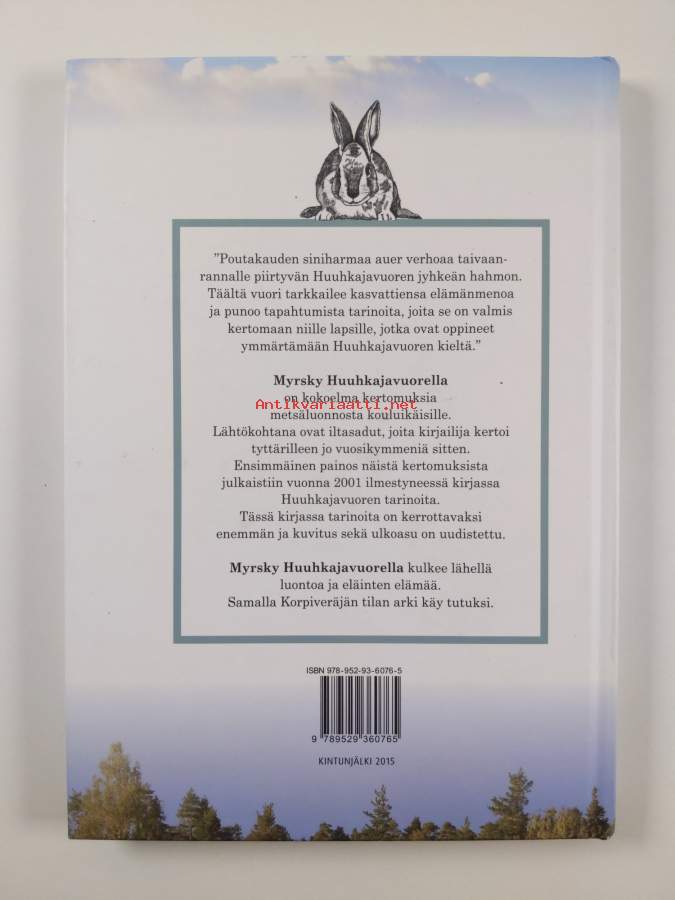 ”Poutakauden siniharmaa auer verhoaa taivaan-
rannalle piirtyvän Huuhkajavuoren jyhkeän hahmon.
Täältä vuori tarkkailee kasvattiensa elämänmenoa
ja punoo tapahtumista tarinoita, joita se on valmis
kertomaan niille lapsille, jotka ovat oppineet
ymmärtämään Huuhkajavuoren kieltä.”
Myrsky Huuhkajavuorella
on kokoelma kertomuksia
Antikvariaatti.net
metsäluonnosta kouluikäisille.
Lähtökohtana ovat iltasadut, joita kirjailija kertoi
tyttärilleen jo vuosikymmeniä sitten.
Ensimmäinen painos näistä kertomuksista
julkaistiin vuonna 2001 ilmestyneessä kirjassa
Huuhkajavuoren tarinoita.
Tässä kirjassa tarinoita on kerrottavaksi
enemmän ja kuvitus sekä ulkoasu on uudistettu.
Myrsky Huuhkajavuorella kulkee lähellä
luontoa ja eläinten elämää.
Samalla Korpiveräjän tilan arki käy tutuksi.
ISBN 978-952-93-6076-5
9 789529 360765
KINTUNJÄLKI 2015